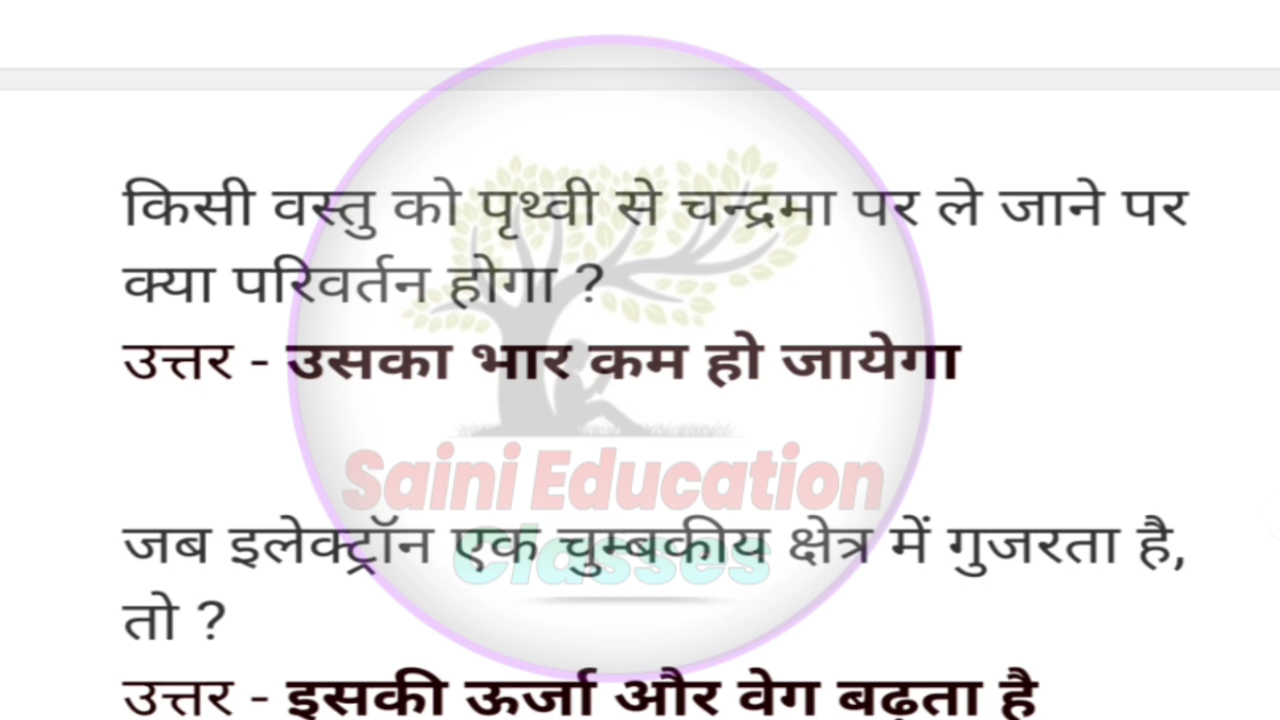 किसी वस्तु को पृथ्वी से चन्द्रमा पर ले जाने पर
क्या परिवर्तन होगा ?
उत्तर - उसका भार कम हो जायेगा
Saini Education
Classes
जब इलेक्ट्रॉन एक चुम्बकीय क्षेत्र में गुजरता है,
तो ?
उत्तर - इसकी ऊर्जा और वेग बढ़ता है